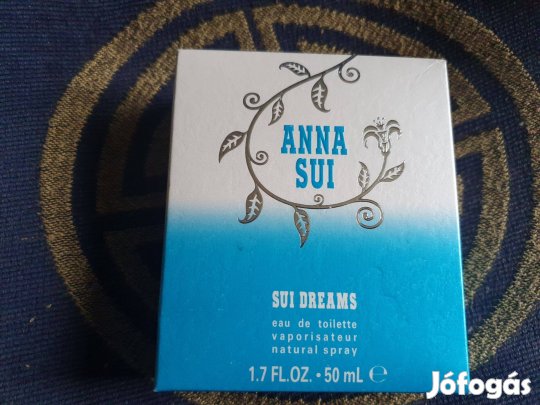 ANNA
SUI
SUI DREAMS
eau de toilette
vaporisateur
natural spray
1.7 FL.OZ. • 50 mL ℮
Jófogás